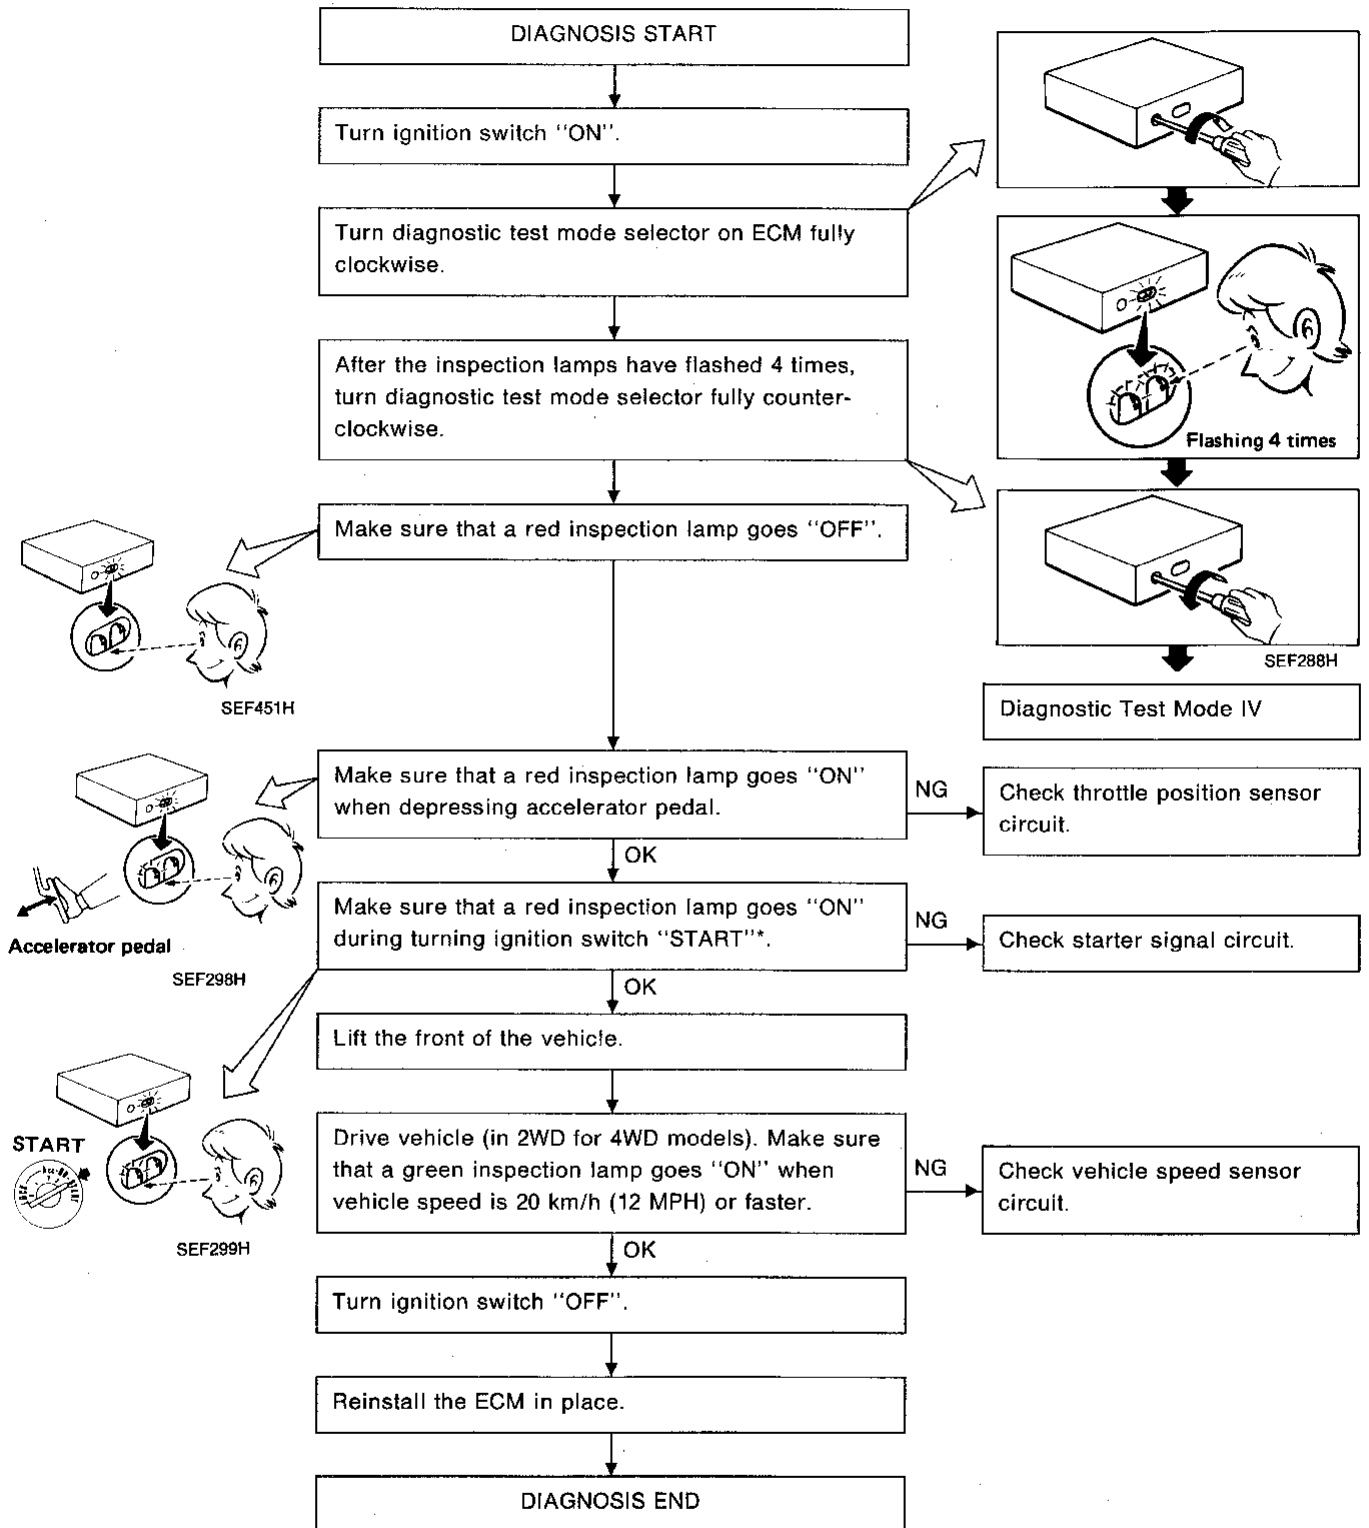 DIAGNOSIS START
Turn ignition switch "ON".
Turn diagnostic test mode selector on ECM fully
clockwise.
After the inspection lamps have flashed 4 times,
turn diagnostic test mode selector fully counter-
clockwise.
Flashing 4 times
SEF288H
Diagnostic Test Mode IV
Make sure that a red inspection lamp goes "OFF".
SEF451H
Make sure that a red inspection lamp goes "ON"
when depressing accelerator pedal.
NG
Check throttle position sensor
circuit.
OK
Accelerator pedal
SEF298H
Make sure that a red inspection lamp goes "ON"
during turning ignition switch "START"*.
NG
Check starter signal circuit.
OK
START
SEF299H
Lift the front of the vehicle.
Drive vehicle (in 2WD for 4WD models). Make sure
that a green inspection lamp goes "ON" when
vehicle speed is 20 km/h (12 MPH) or faster.
NG
Check vehicle speed sensor
circuit.
OK
Turn ignition switch "OFF".
Reinstall the ECM in place.
DIAGNOSIS END